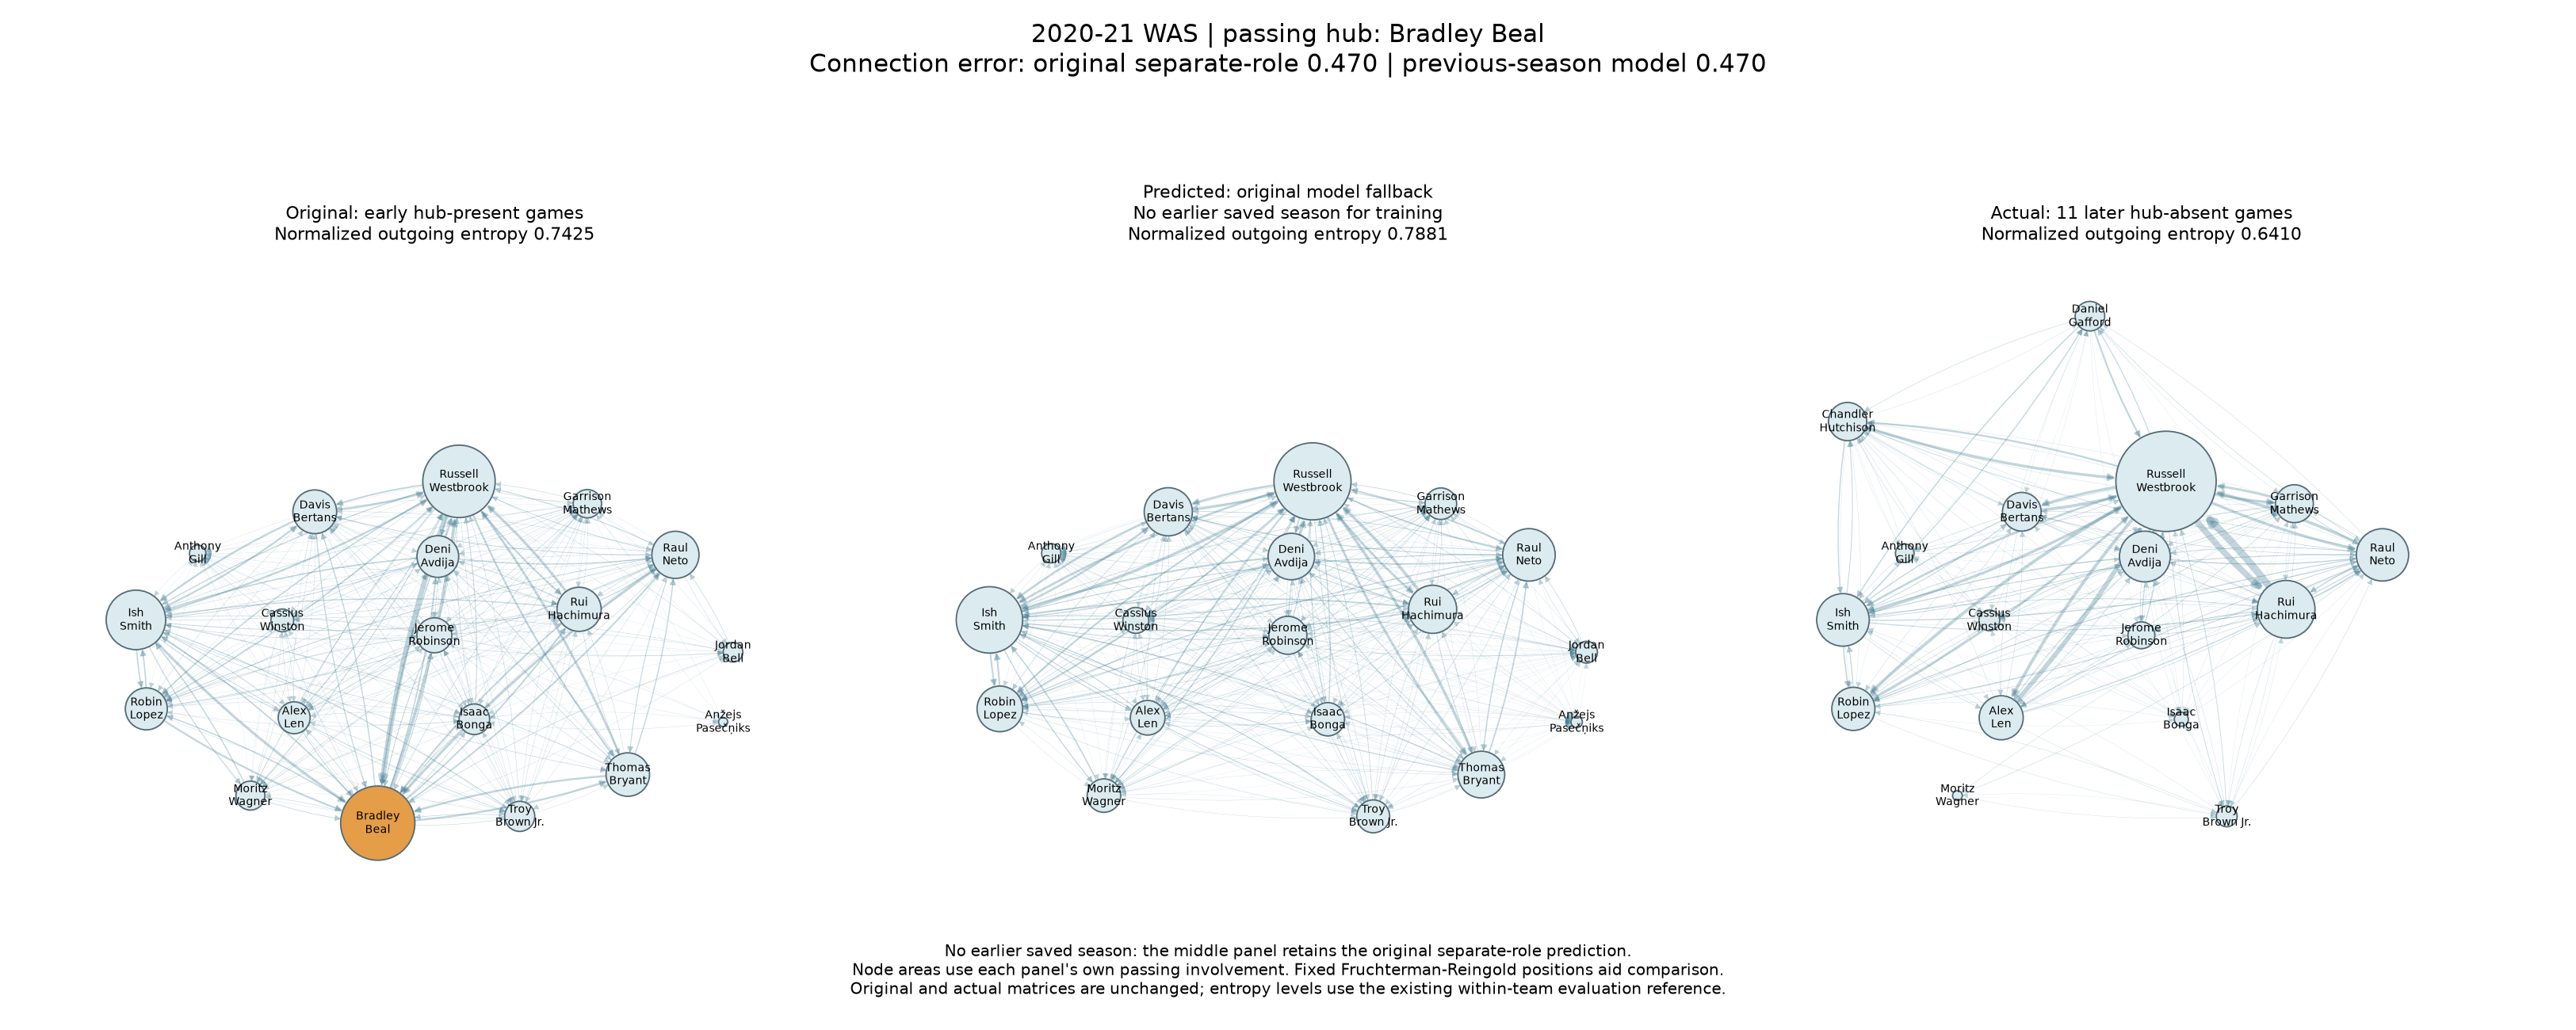 2020-21 WAS | passing hub: Bradley Beal
Connection error: original separate-role 0.470 | previous-season model 0.470
Original: early hub-present games
Normalized outgoing entropy 0.7425
Russell
Westbrook
Davis
Bertans
Garrison
Mathews
Anthony
Gill
Deni
Avdija
Raul
Neto
Ish
Smith
Cassius
Winston
Jerome
Robinson
Rui
Hachimura
Jordan
Bell
Robin
Lopez
Alex
Len
Isaac
Bonga
Anžejs
Pasečņiks
Thomas
Bryant
Moritz
Wagner
Bradley
Beal
Troy
Brown Jr.
Predicted: original model fallback
No earlier saved season for training
Normalized outgoing entropy 0.7881
Russell
Westbrook
Davis
Bertans
Garrison
Mathews
Anthony
Gill
Deni
Avdija
Raul
Neto
Ish
Smith
Cassius
Winston
Jerome
Robinson
Rui
Hachimura
Jordan
Bell
Robin
Lopez
Alex
Len
Isaac
Bonga
Anžejs
Pasečņiks
Thomas
Bryant
Moritz
Wagner
Troy
Brown Jr.
Actual: 11 later hub-absent games
Normalized outgoing entropy 0.6410
Daniel
Gafford
Chandler
Hutchison
Russell
Westbrook
Davis
Bertans
Garrison
Mathews
Anthony
Gill
Deni
Avdija
Raul
Neto
Ish
Smith
Cassius
Winston
Jerome
Robinson
Rui
Hachimura
Robin
Lopez
Alex
Len
Isaac
Bonga
Moritz
Wagner
Troy
Brown Jr.
No earlier saved season: the middle panel retains the original separate-role prediction.
Node areas use each panel's own passing involvement. Fixed Fruchterman-Reingold positions aid comparison.
Original and actual matrices are unchanged; entropy levels use the existing within-team evaluation reference.